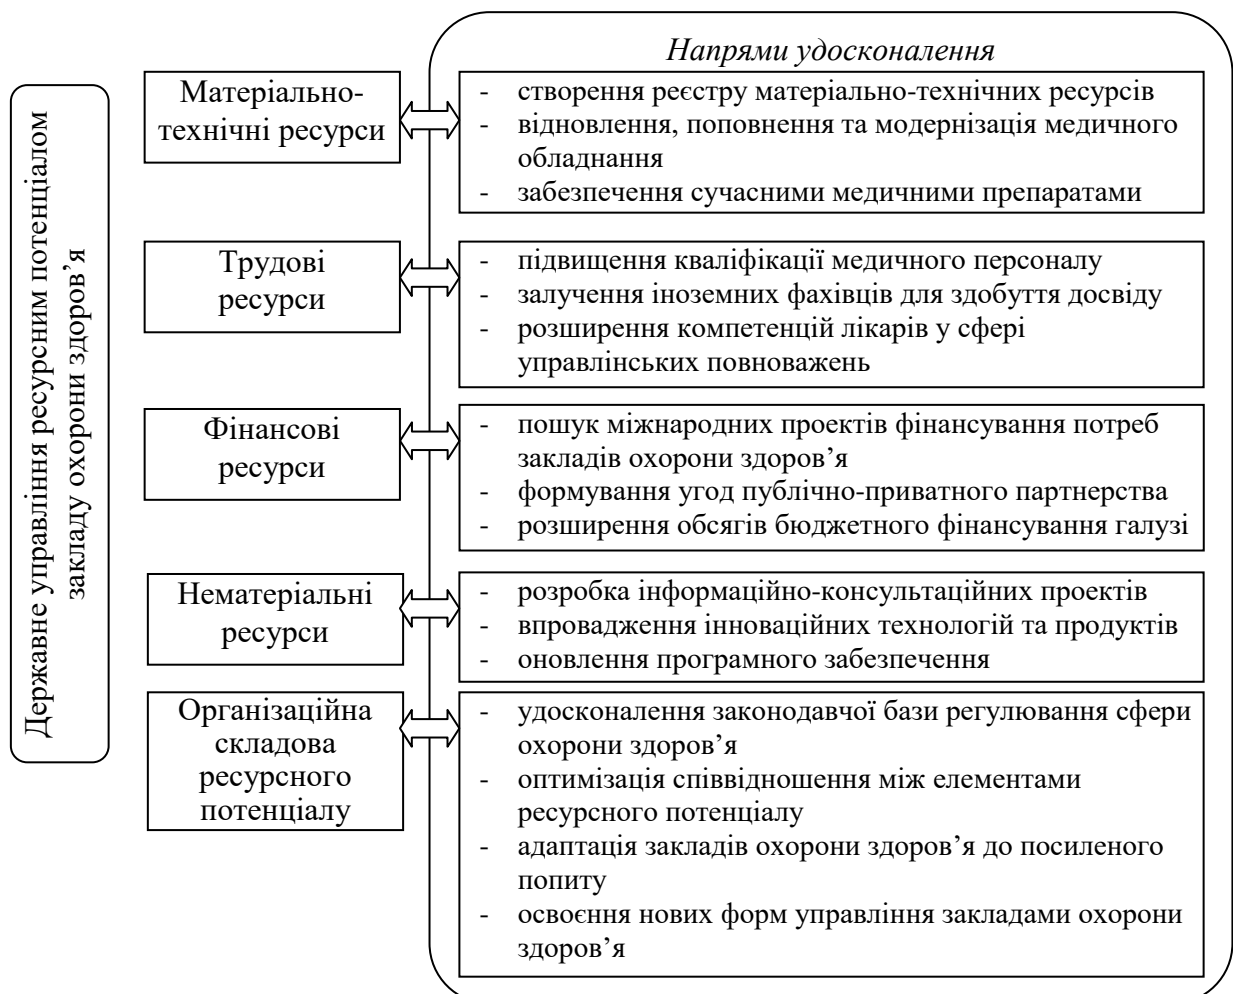 Державне управління ресурсним потенціалом
закладу охорони здоров’я
Напрями удосконалення
Матеріально-
технічні ресурси
- створення реєстру матеріально-технічних ресурсів
- відновлення, поповнення та модернізація медичного
обладнання
- забезпечення сучасними медичними препаратами
Трудові
ресурси
- підвищення кваліфікації медичного персоналу
- залучення іноземних фахівців для здобуття досвіду
- розширення компетенцій лікарів у сфері
управлінських повноважень
Фінансові
ресурси
- пошук міжнародних проектів фінансування потреб
закладів охорони здоров’я
- формування угод публічно-приватного партнерства
- розширення обсягів бюджетного фінансування галузі
Нематеріальні
ресурси
- розробка інформаційно-консультаційних проектів
- впровадження інноваційних технологій та продуктів
- оновлення програмного забезпечення
Організаційна
складова
ресурсного
потенціалу
- удосконалення законодавчої бази регулювання сфери
охорони здоров’я
- оптимізація співвідношення між елементами
ресурсного потенціалу
- адаптація закладів охорони здоров’я до посиленого
попиту
- освоєння нових форм управління закладами охорони
здоров’я